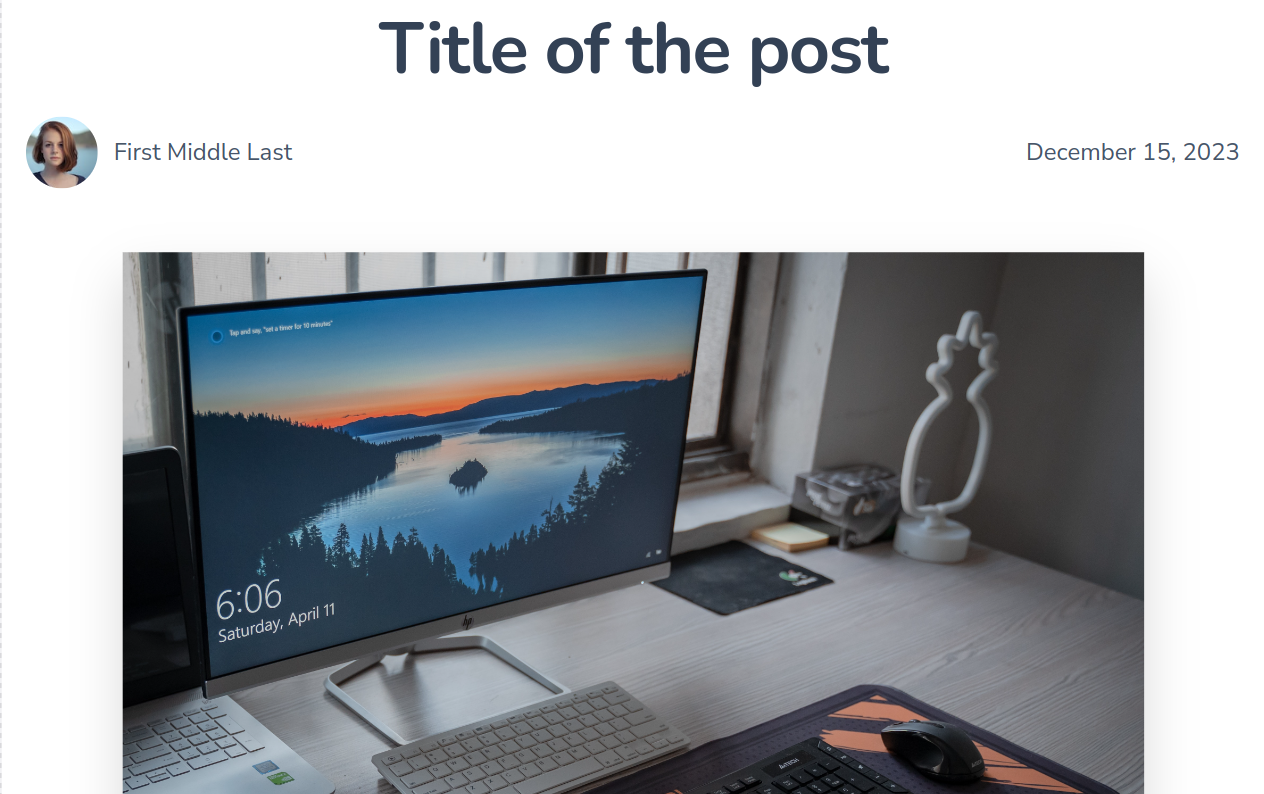 Title of the post
First Middle Last
December 15, 2023
Tap and say, "set a timer for 10 minutes"
6:06
Saturday, April 11
hp
A4TECH